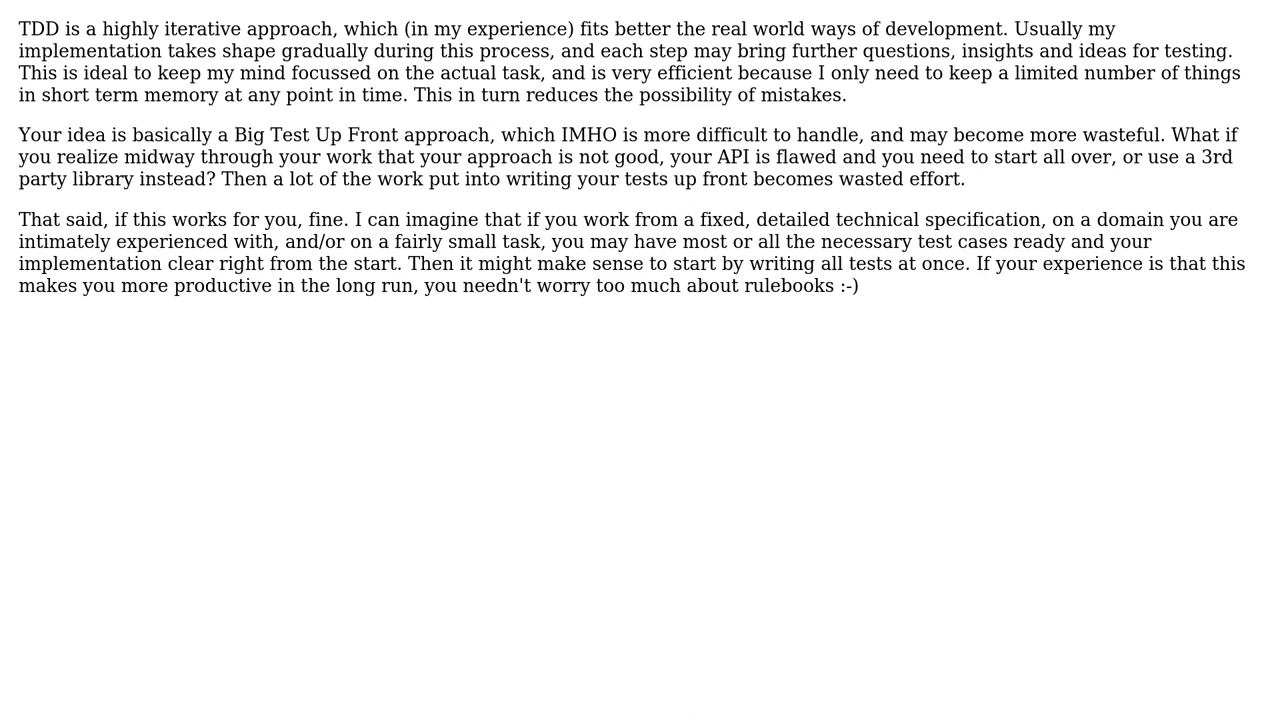 TDD is a highly iterative approach, which (in my experience) fits better the real world ways of development. Usually my
implementation takes shape gradually during this process, and each step may bring further questions, insights and ideas for testing.
This is ideal to keep my mind focussed on the actual task, and is very efficient because I only need to keep a limited number of things
in short term memory at any point in time. This in turn reduces the possibility of mistakes.
Your idea is basically a Big Test Up Front approach, which IMHO is more difficult to handle, and may become more wasteful. What if
you realize midway through your work that your approach is not good, your API is flawed and you need to start all over, or use a 3rd
party library instead? Then a lot of the work put into writing your tests up front becomes wasted effort.
That said, if this works for you, fine. I can imagine that if you work from a fixed, detailed technical specification, on a domain you are
intimately experienced with, and/or on a fairly small task, you may have most or all the necessary test cases ready and your
implementation clear right from the start. Then it might make sense to start by writing all tests at once. If your experience is that this
makes you more productive in the long run, you needn't worry too much about rulebooks :-)